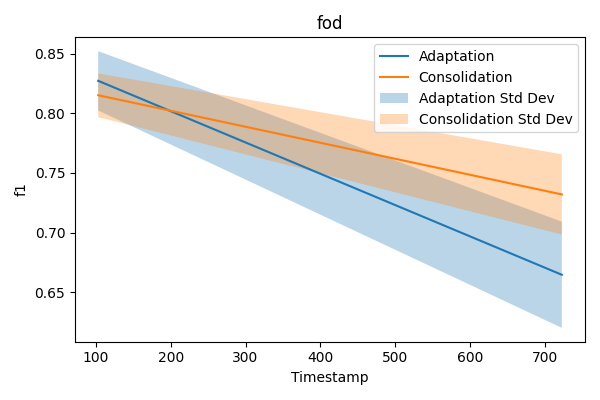 fod
0.85
0.80
0.75
0.70
0.65
f1
100
200
300
400
500
600
700
Timestamp
Adaptation
Consolidation
Adaptation Std Dev
Consolidation Std Dev